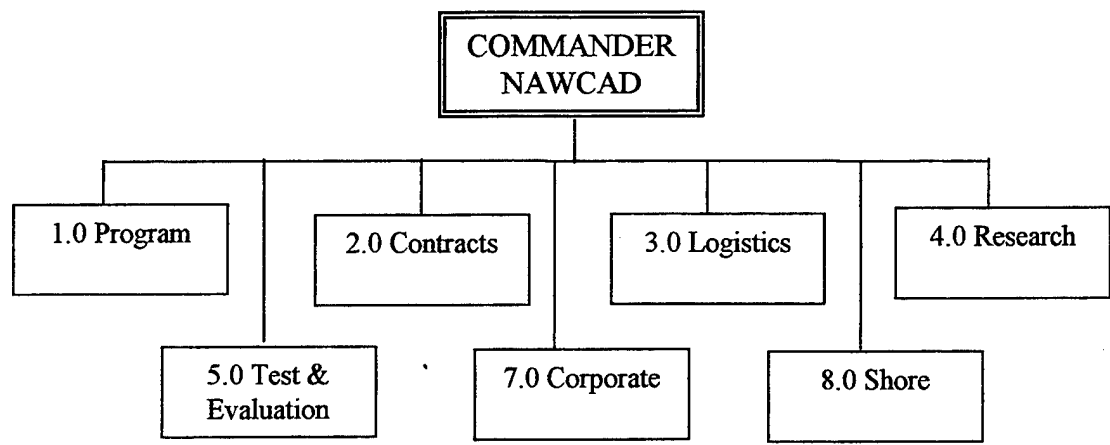 COMMANDER
NAWCAD
1.0 Program
2.0 Contracts
3.0 Logistics
4.0 Research
5.0 Test &
Evaluation
7.0 Corporate
8.0 Shore